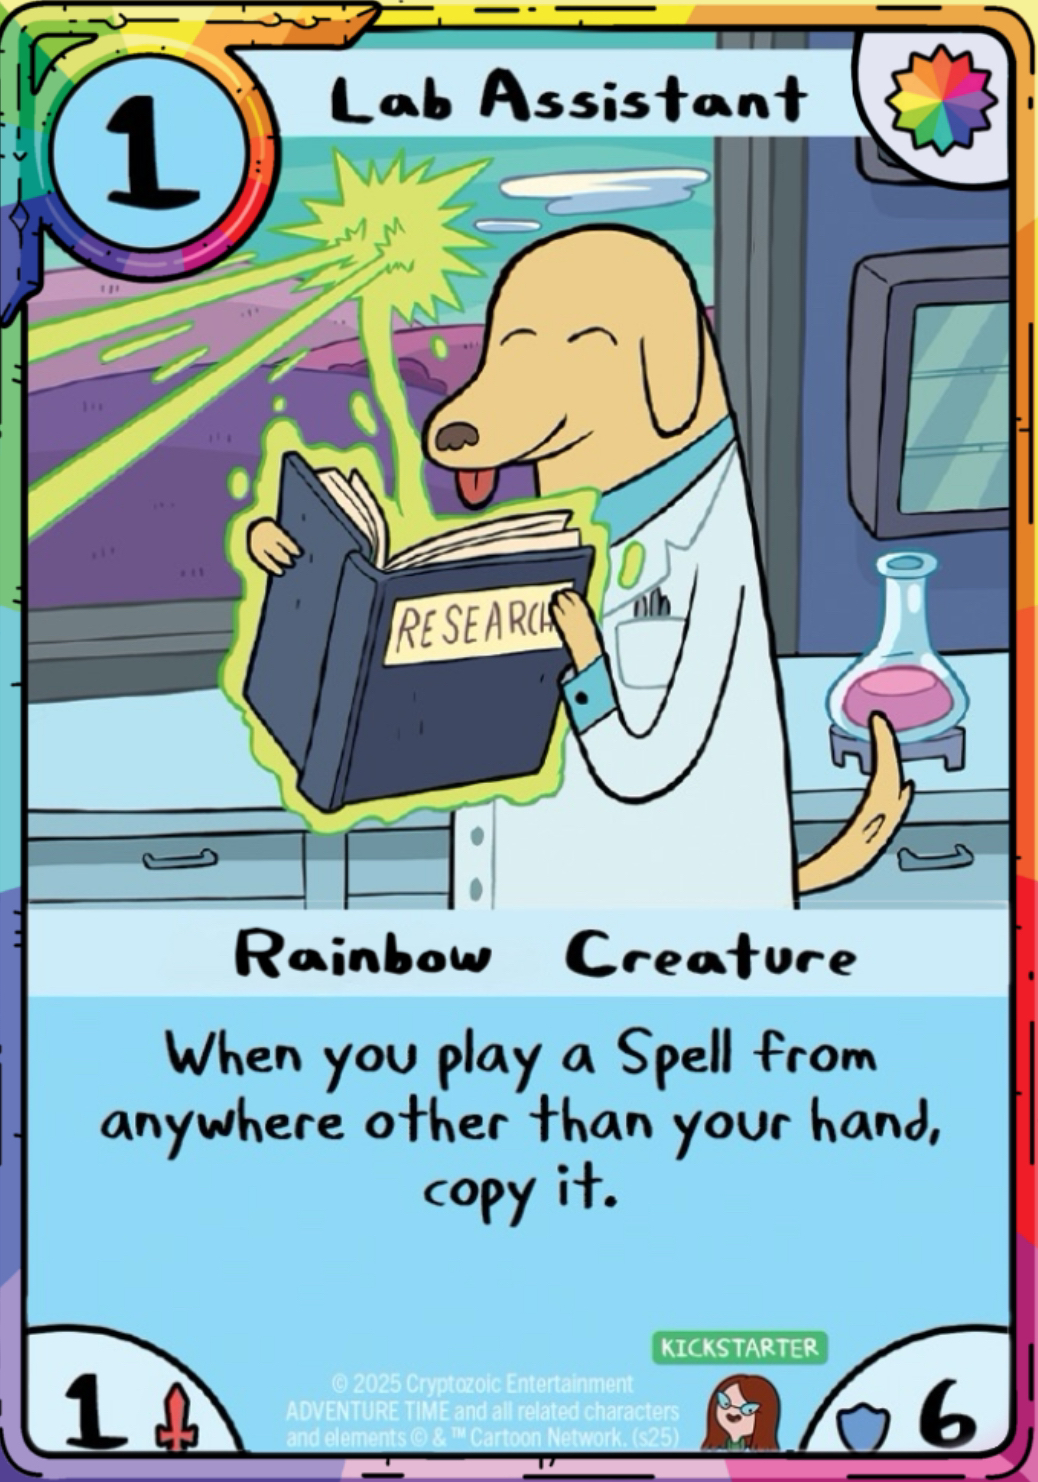 1
Lab Assistant
RESEARCH
Rainbow Creature
When you play a Spell from
anywhere other than your hand,
copy it.
KICKSTARTER
© 2025 Cryptozoic Entertainment
ADVENTURE TIME and all related characters
and elements © & ™ Cartoon Network. (s25)
1
6